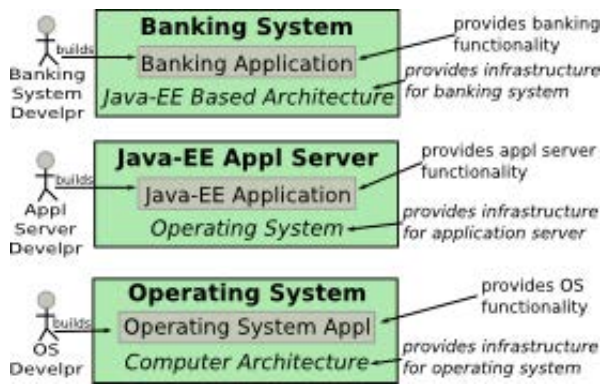 Banking System
builds
Banking Application
Java-EE Based Architecture
Banking
System
Develpr
provides banking
functionality
provides infrastructure
for banking system
Java-EE Appl Server
builds
Java-EE Application
Operating System
Appl
Server
Develpr
provides appl server
functionality
provides infrastructure
for application server
Operating System
builds
Operating System Appl
Computer Architecture
OS
Develpr
provides OS
functionality
provides infrastructure
for operating system